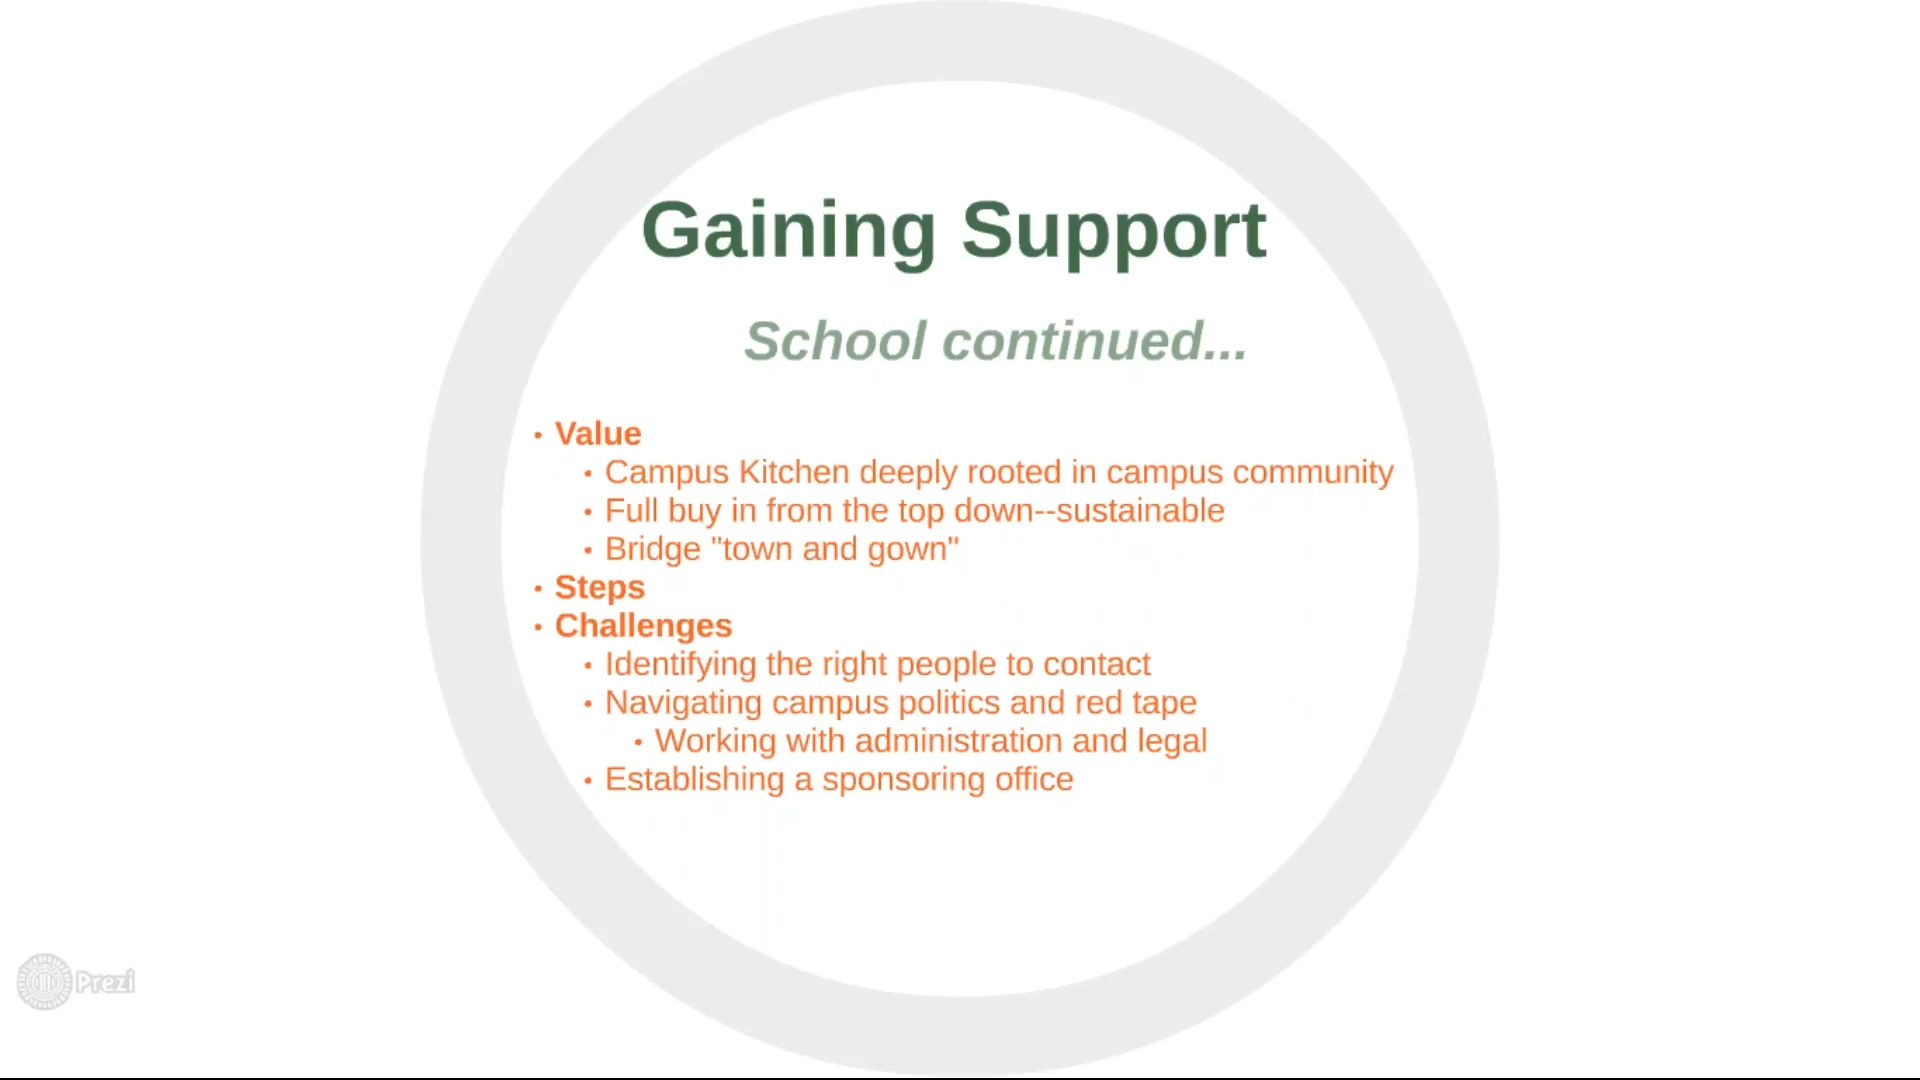 Gaining Support
School continued...
• Value
• Campus Kitchen deeply rooted in campus community
• Full buy in from the top down--sustainable
• Bridge "town and gown"
• Steps
• Challenges
• Identifying the right people to contact
• Navigating campus politics and red tape
• Working with administration and legal
• Establishing a sponsoring office
Prezi